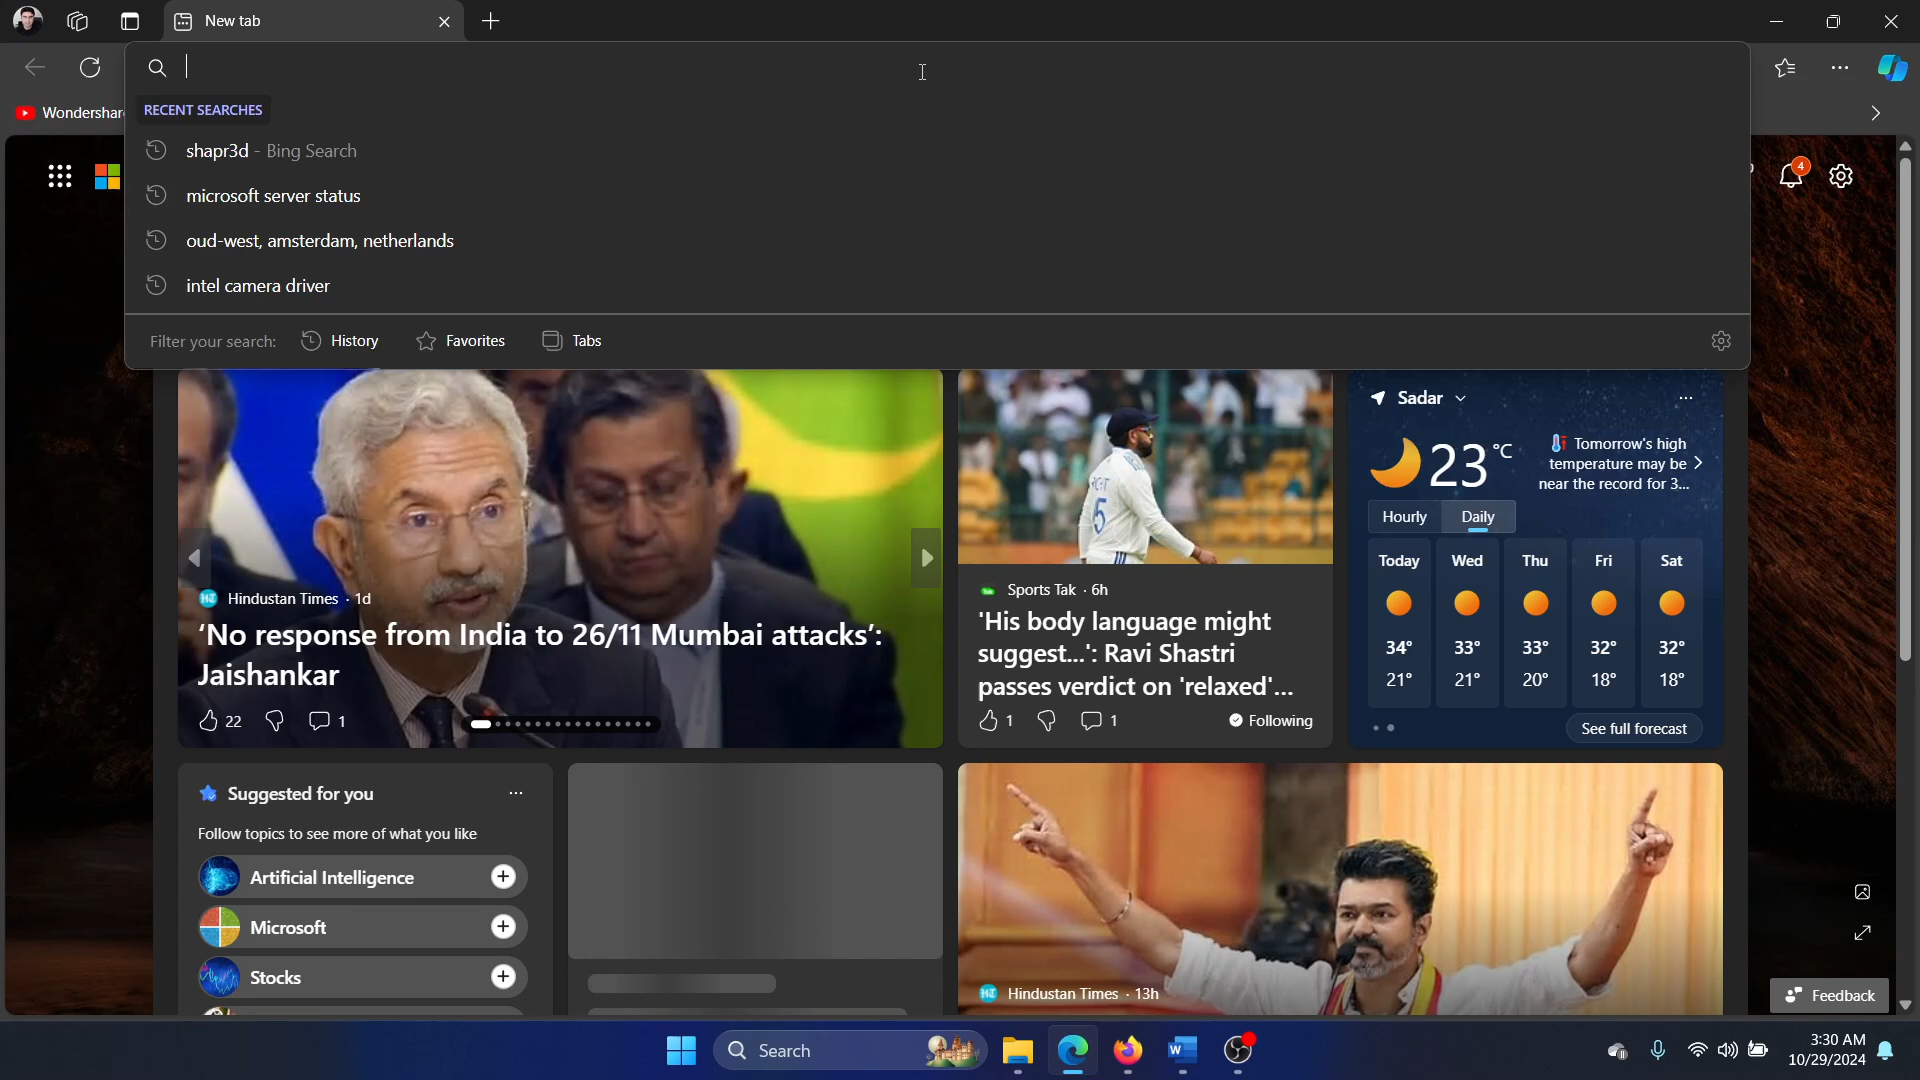 New tab
Wondershar
RECENT SEARCHES
shapr3d - Bing Search
microsoft server status
oud-west, amsterdam, netherlands
intel camera driver
Filter your search: History Favorites Tabs
4
Hindustan Times · 1d
‘No response from India to 26/11 Mumbai attacks’:
Jaishankar
22 1
Sports Tak · 6h
'His body language might
suggest...': Ravi Shastri
passes verdict on 'relaxed'...
1 1 Following
Sadar
23 °C
Tomorrow's high
temperature may be
near the record for 3...
Hourly Daily
Today Wed Thu Fri Sat
34° 33° 33° 32° 32°
21° 21° 20° 18° 18°
See full forecast
Suggested for you
Follow topics to see more of what you like
Artificial Intelligence
Microsoft
Stocks
Hindustan Times · 13h
Feedback
Search
3:30 AM
10/29/2024